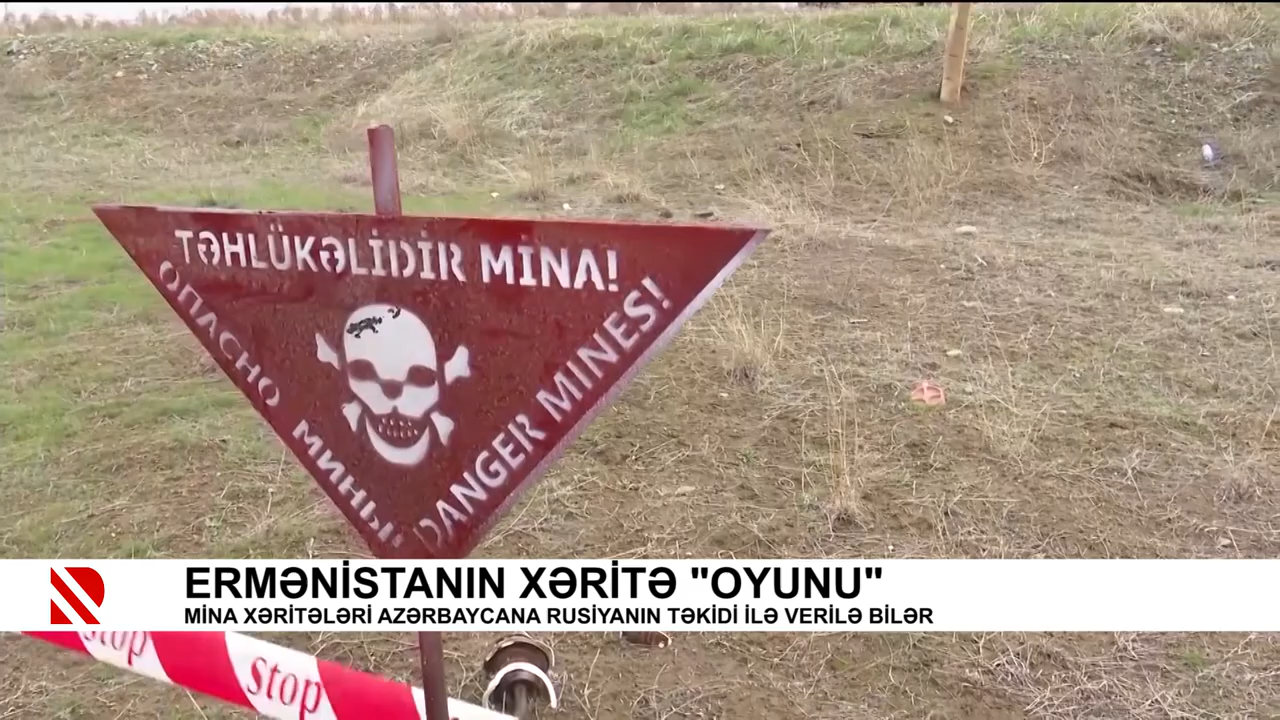 TƏHLÜKƏLİDİR MİNA!
ОПАСНО МИНЫ!
DANGER MINES!
ERMƏNİSTANIN XƏRİTƏ "OYUNU"
MİNA XƏRİTƏLƏRİ AZƏRBAYCANA RUSİYANIN TƏKİDİ İLƏ VERİLƏ BİLƏR
stop
stop